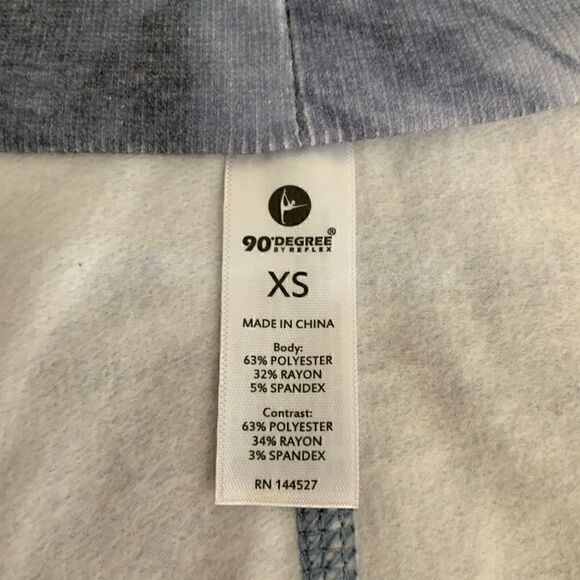 90°DEGREE®
BY REFLEX
XS
MADE IN CHINA
Body:
63% POLYESTER
32% RAYON
5% SPANDEX
Contrast:
63% POLYESTER
34% RAYON
3% SPANDEX
RN 144527